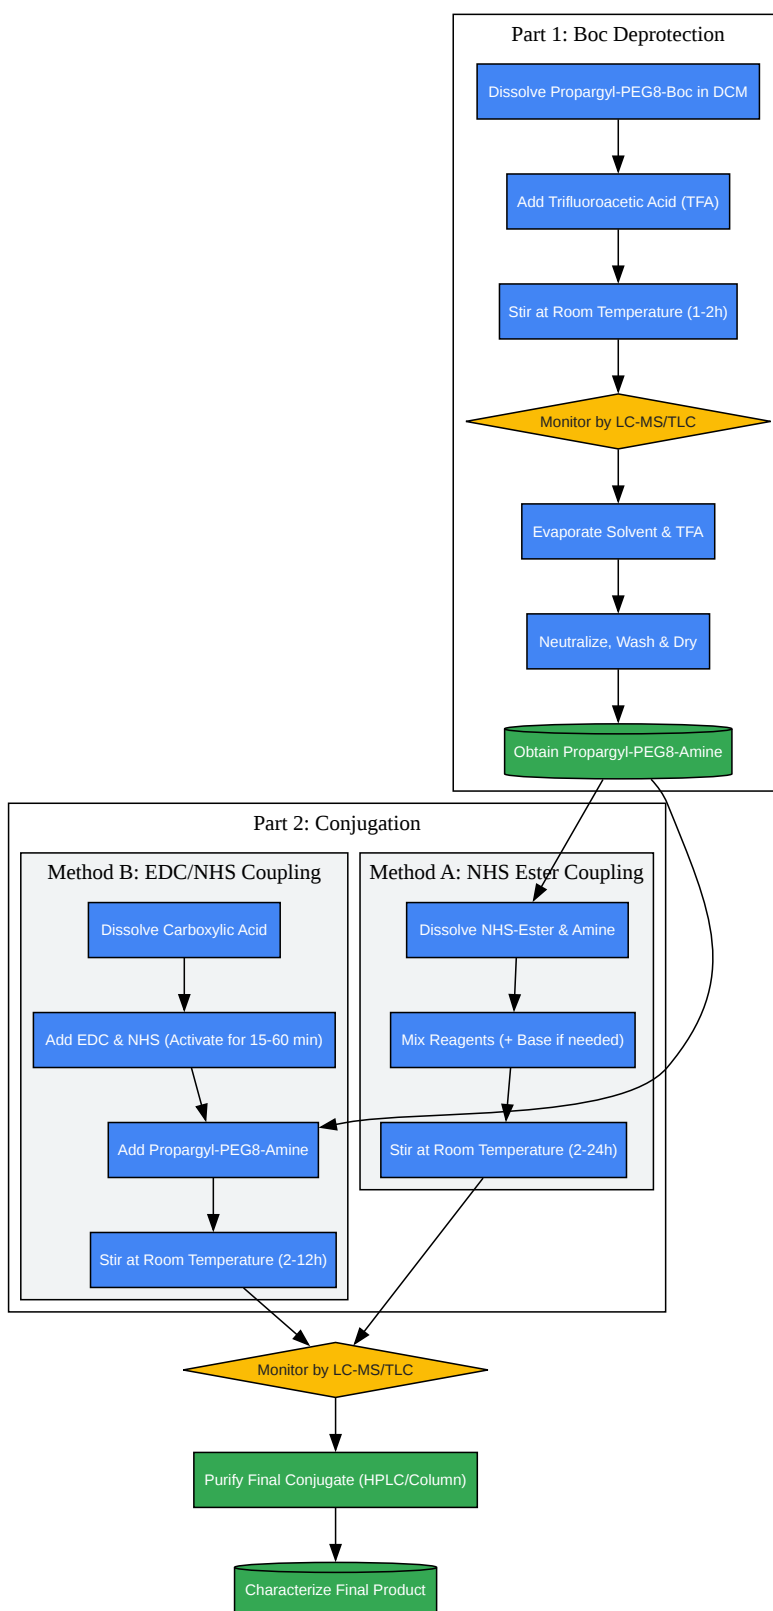 Part 1: Boc Deprotection
Dissolve Propargyl-PEG8-Boc in DCM
Add Trifluoroacetic Acid (TFA)
Stir at Room Temperature (1-2h)
Monitor by LC-MS/TLC
Evaporate Solvent & TFA
Neutralize, Wash & Dry
Obtain Propargyl-PEG8-Amine
Part 2: Conjugation
Method B: EDC/NHS Coupling
Dissolve Carboxylic Acid
Add EDC & NHS (Activate for 15-60 min)
Add Propargyl-PEG8-Amine
Stir at Room Temperature (2-12h)
Method A: NHS Ester Coupling
Dissolve NHS-Ester & Amine
Mix Reagents (+ Base if needed)
Stir at Room Temperature (2-24h)
Monitor by LC-MS/TLC
Purify Final Conjugate (HPLC/Column)
Characterize Final Product